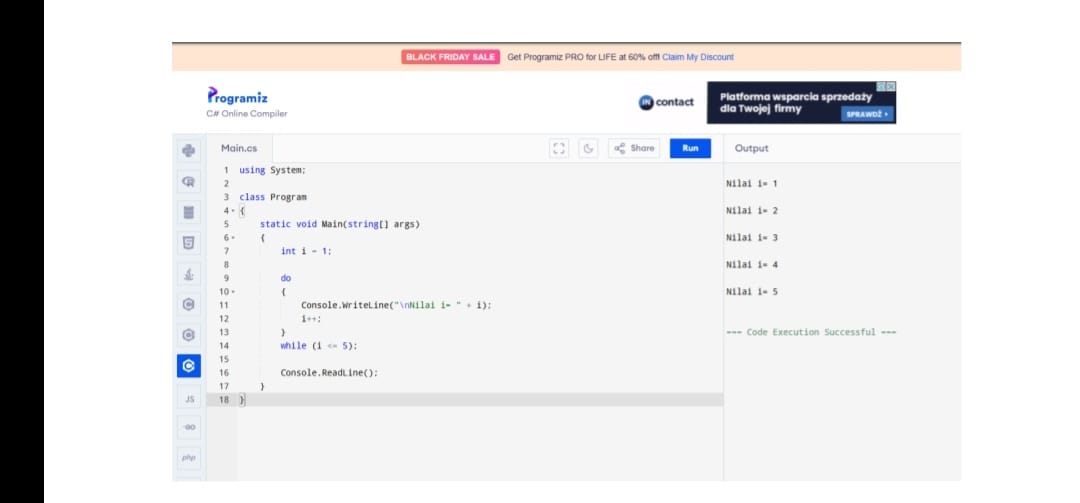 BLACK FRIDAY SALE Get Programiz PRO for LIFE at 60% off! Claim My Discount
Programiz
C# Online Compiler
IN contact
Platforma wsparcia sprzedaży
dla Twojej firmy
SPRAWDŹ ›
Main.cs
Share
Run
Output
1 using System;
2
3 class Program
4 {
5 static void Main(string[] args)
6 {
7 int i = 1;
8
9 do
10 {
11 Console.WriteLine("\nNilai i= " + i);
12 i++;
13 }
14 while (i <= 5);
15
16 Console.ReadLine();
17 }
18 }
Nilai i= 1
Nilai i= 2
Nilai i= 3
Nilai i= 4
Nilai i= 5
=== Code Execution Successful ===
JS
GO
php